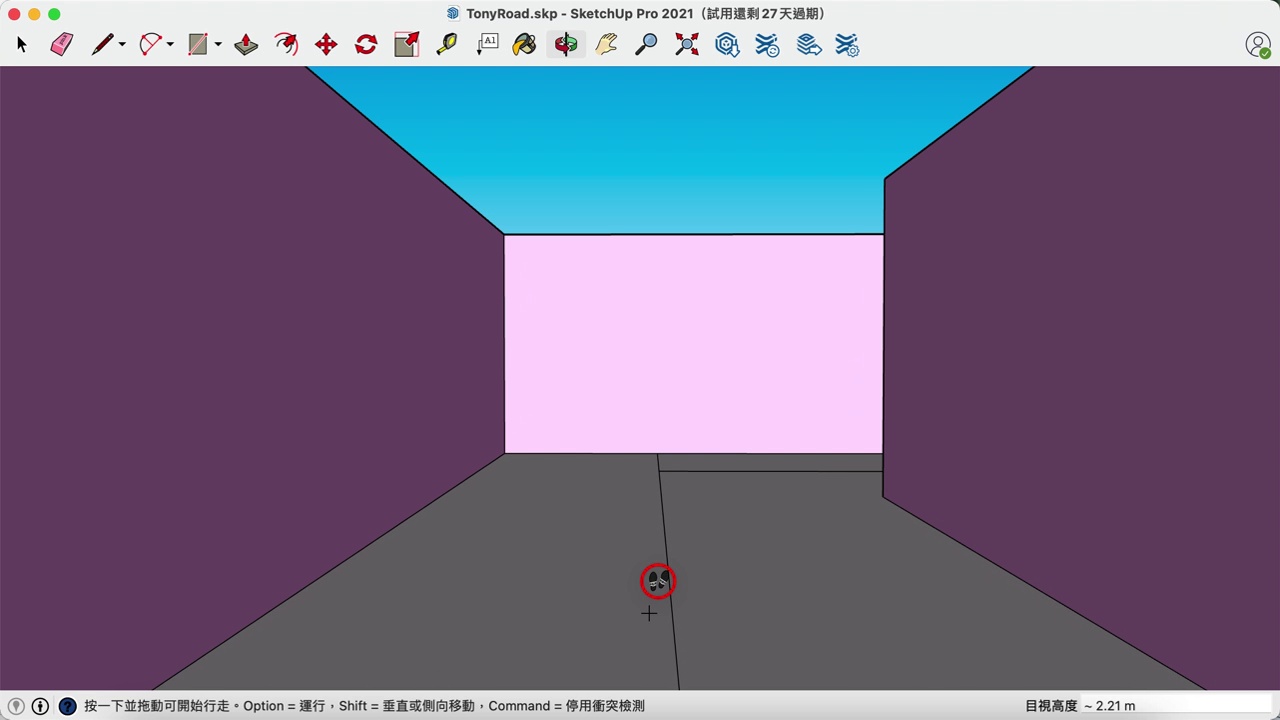 TonyRoad.skp - SketchUp Pro 2021（試用還剩 27 天過期）
A1
按一下並拖動可開始行走。Option = 運行，Shift = 垂直或側向移動，Command = 停用衝突檢測
目視高度 ~ 2.21 m